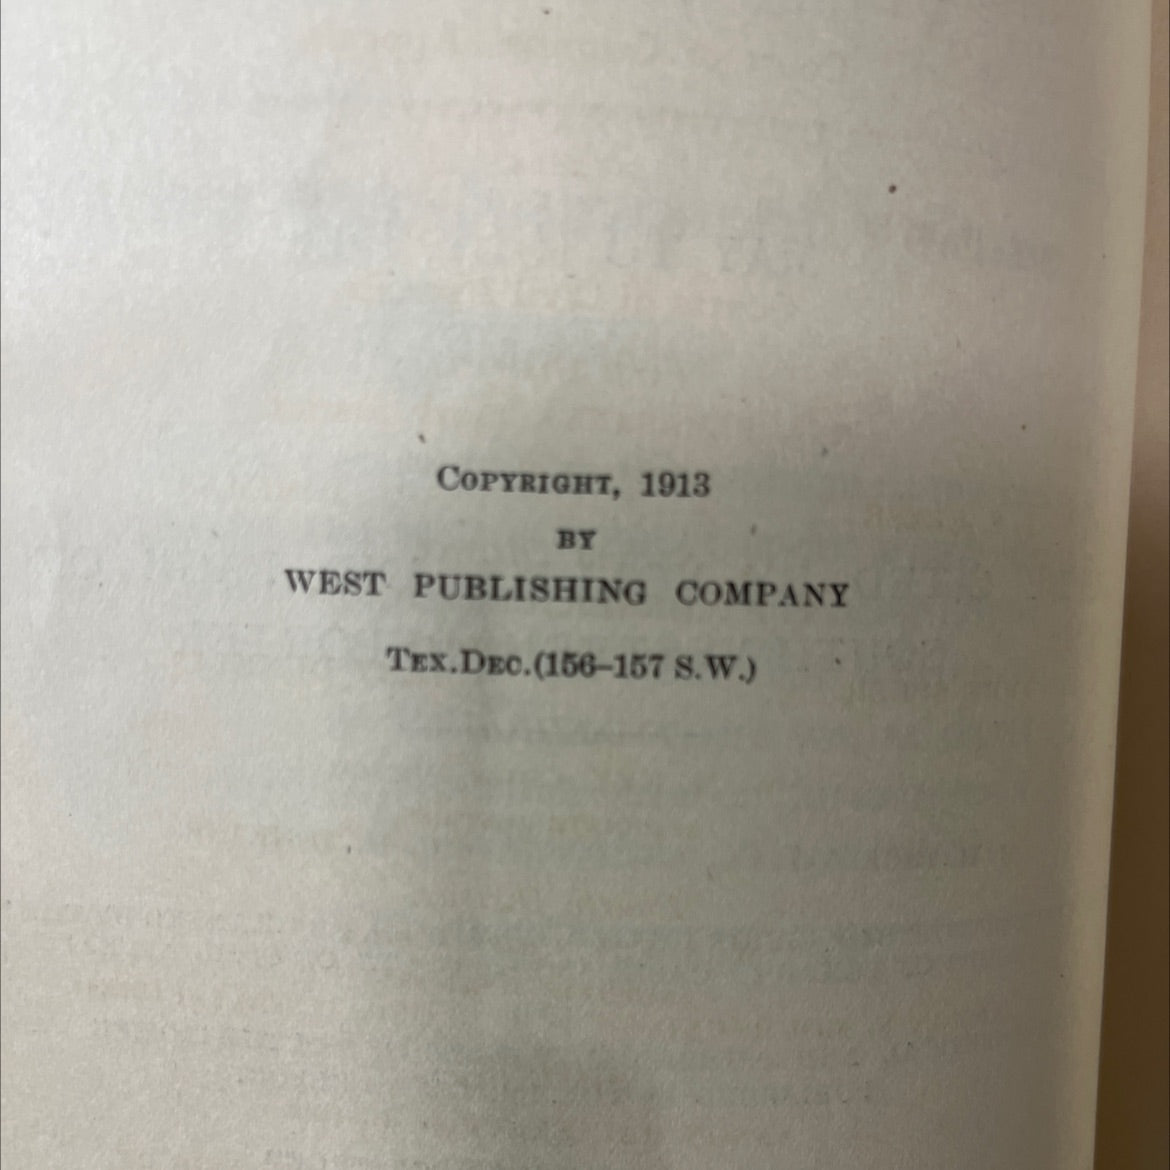 COPYRIGHT, 1913
BY
WEST PUBLISHING COMPANY
TEX.DEC.(156–157 S.W.)